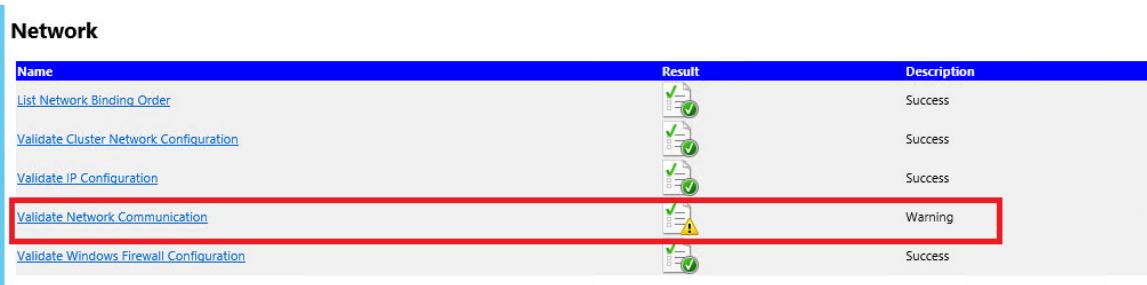 Network
Name Result Description
List Network Binding Order Success
Validate Cluster Network Configuration Success
Validate IP Configuration Success
Validate Network Communication Warning
Validate Windows Firewall Configuration Success